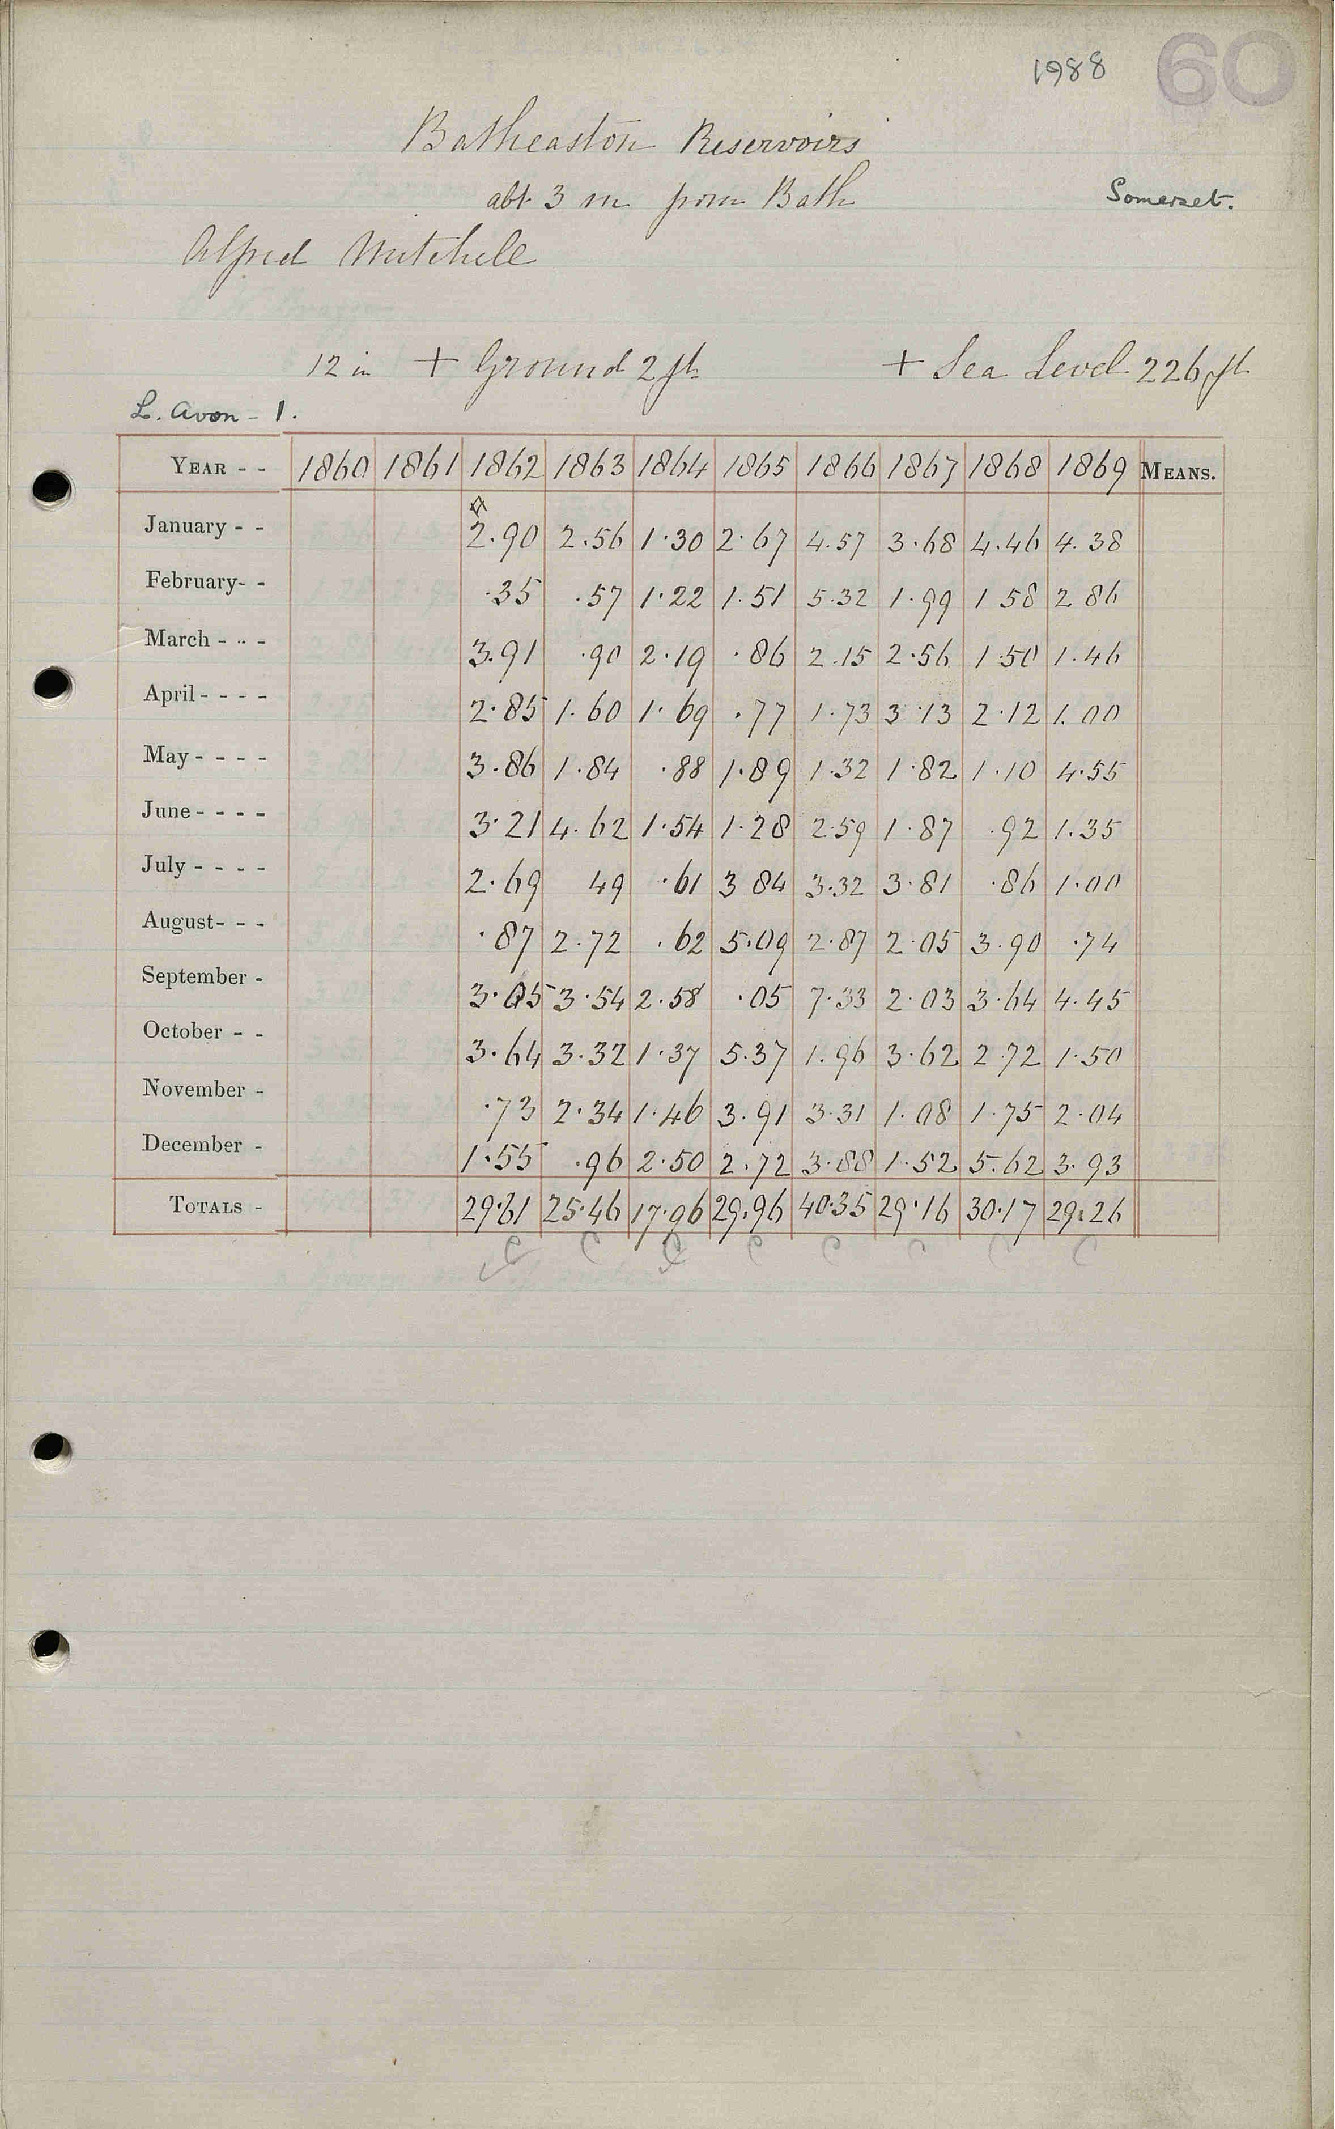 1988 60
Batheaston Reservoirs
abt 3 m from Bath
Somerset.
Alfred Mitchell
12 in + Ground 2 ft + Sea Level 226 ft
L. Avon - 1.
YEAR - - 1860 1861 1862 1863 1864 1865 1866 1867 1868 1869 MEANS.
January - - 2.90 2.56 1.30 2.67 4.57 3.68 4.46 4.38
February- - .35 .57 1.22 1.51 5.32 1.99 1 58 2 86
March - - - 3.91 .90 2.19 .86 2.15 2.56 1 50 1.46
April - - - - 2.85 1.60 1.69 .77 1.73 3 13 2.12 1.00
May - - - - 3.86 1.84 .88 1.89 1.32 1.82 1.10 4.55
June - - - - 3.21 4.62 1.54 1.28 2.59 1.87 .92 1.35
July - - - - 2.69 49 .61 3 84 3.32 3.81 .86 1.00
August- - - .87 2.72 .62 5.09 2.87 2.05 3.90 .74
September - 3.05 3.54 2.58 .05 7.33 2.03 3.64 4.45
October - - 3.64 3.32 1.37 5.37 1.96 3.62 2.72 1.50
November - .73 2.34 1.46 3.91 3.31 1.08 1.75 2.04
December - 1.55 .96 2.50 2.72 3.88 1.52 5.62 3.93
TOTALS - 29.61 25.46 17.96 29.96 40.35 29.16 30.17 29.26
C C C C C C C C